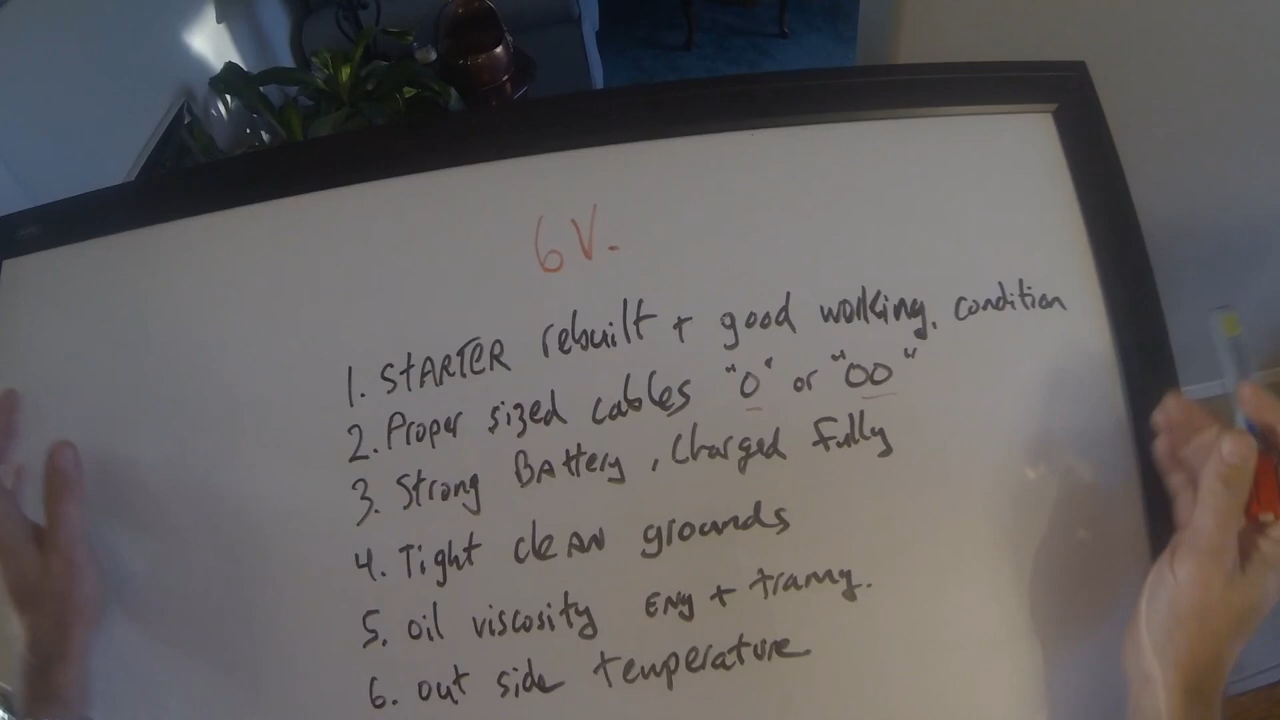 6V.
1. STARTER rebuilt + good working. condition
2. Proper sized cables "0" or "00"
3. Strong BAttery, Charged fully
4. Tight cleAN grounds
5. oil viscosity ENg + tranny.
6. out side temperature